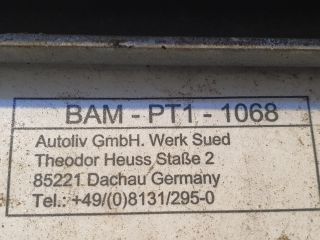 BAM - PT1 - 1068
Autoliv GmbH. Werk Sued
Theodor Heuss Staße 2
85221 Dachau Germany
Tel.: +49/(0)8131/295-0